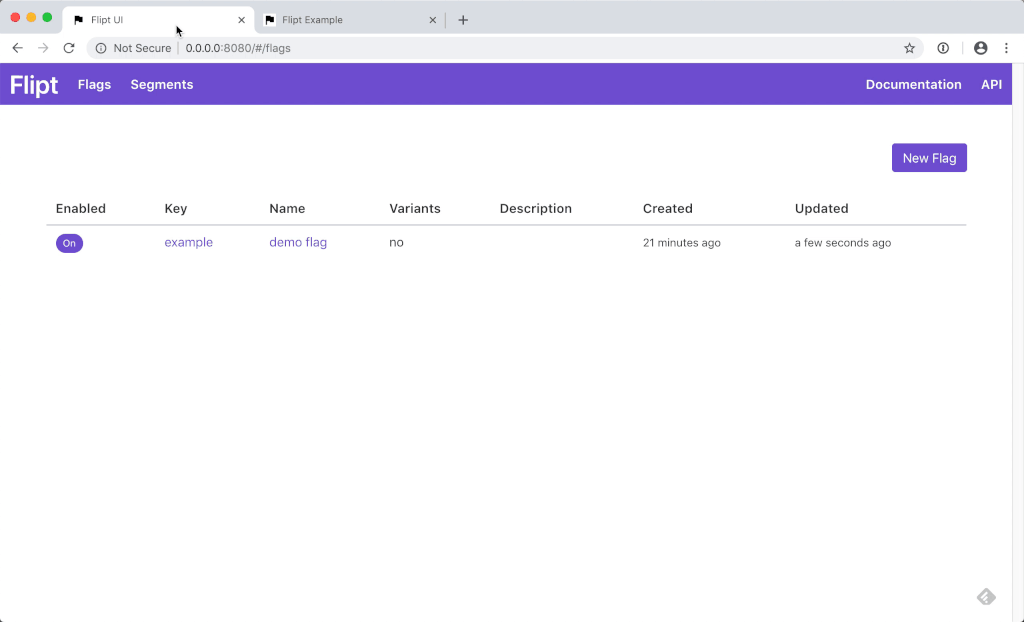 Flipt UI
Flipt Example
Not Secure 0.0.0.0:8080/#/flags
Flipt Flags Segments Documentation API
New Flag
Enabled Key Name Variants Description Created Updated
On example demo flag no 21 minutes ago a few seconds ago